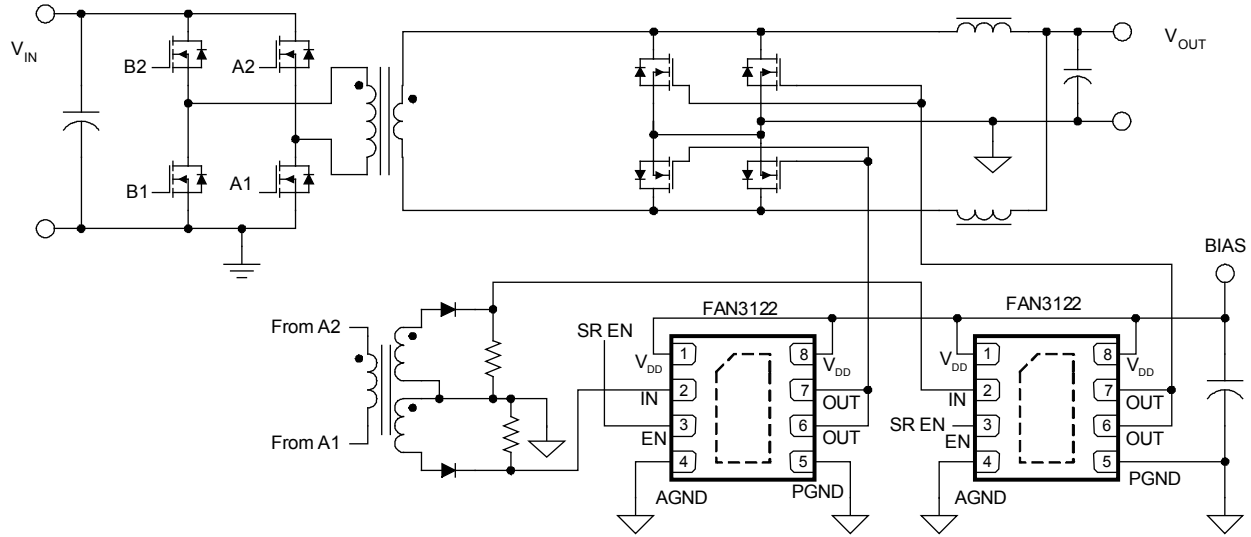 V_IN
B2
A2
B1
A1
V_OUT
BIAS
FAN3122
FAN3122
From A2
From A1
SR EN
1
8
V_DD
V_DD
2
7
IN
OUT
3
6
EN
OUT
4
5
AGND
PGND
1
8
V_DD
V_DD
2
7
IN
OUT
SR EN
3
6
EN
OUT
4
5
AGND
PGND